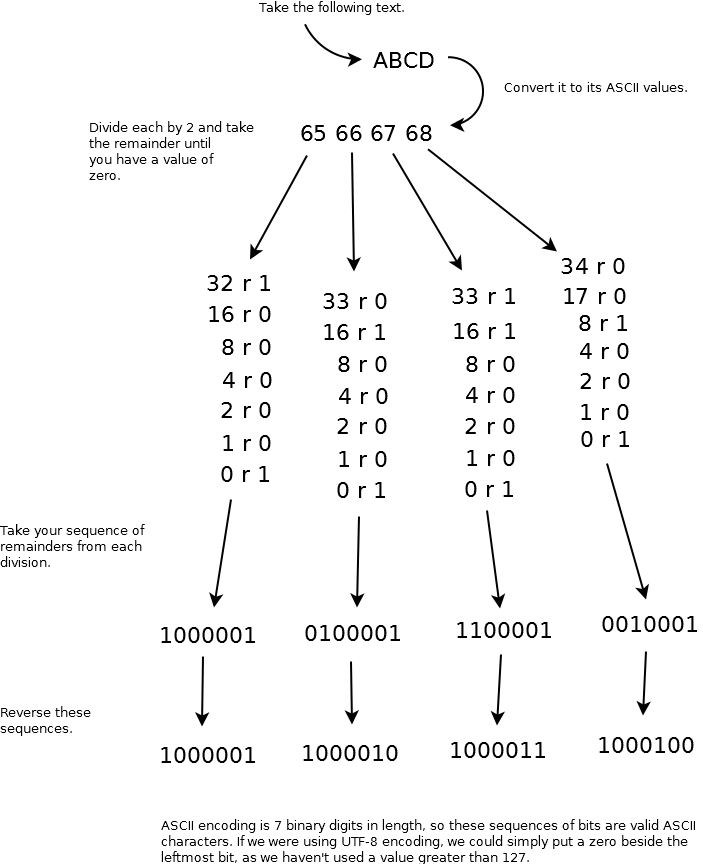 Take the following text.
ABCD
Convert it to its ASCII values.
Divide each by 2 and take
the remainder until
you have a value of
zero.
65 66 67 68
32 r 1
16 r 0
8 r 0
4 r 0
2 r 0
1 r 0
0 r 1
33 r 0
16 r 1
8 r 0
4 r 0
2 r 0
1 r 0
0 r 1
33 r 1
16 r 1
8 r 0
4 r 0
2 r 0
1 r 0
0 r 1
34 r 0
17 r 0
8 r 1
4 r 0
2 r 0
1 r 0
0 r 1
Take your sequence of
remainders from each
division.
1000001 0100001 1100001 0010001
Reverse these
sequences.
1000001 1000010 1000011 1000100
ASCII encoding is 7 binary digits in length, so these sequences of bits are valid ASCII
characters. If we were using UTF-8 encoding, we could simply put a zero beside the
leftmost bit, as we haven't used a value greater than 127.